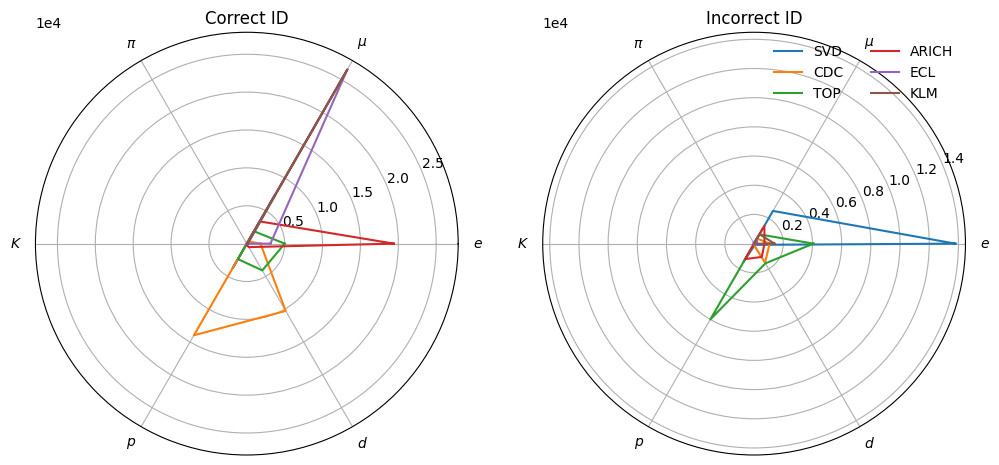 Correct ID
1e4
e
μ
π
K
p
d
0.5
1.0
1.5
2.0
2.5
Incorrect ID
1e4
e
μ
π
K
p
d
0.2
0.4
0.6
0.8
1.0
1.2
1.4
SVD
CDC
TOP
ARICH
ECL
KLM